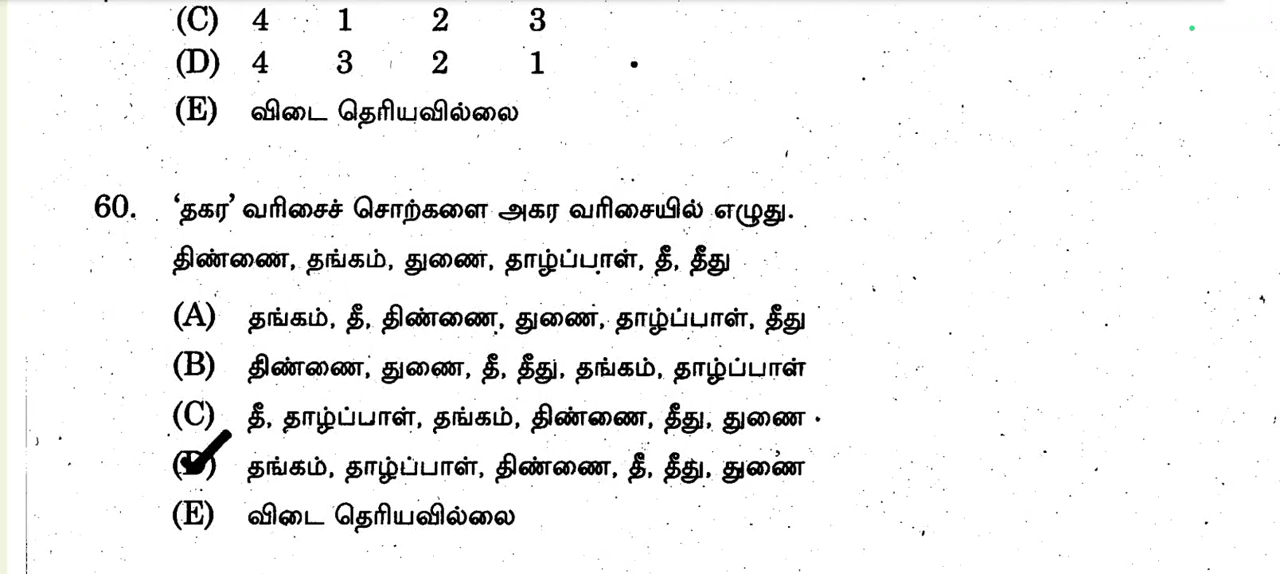 (C) 4 1 2 3
(D) 4 3 2 1
(E) விடை தெரியவில்லை
60. 'தகர' வரிசைச் சொற்களை அகர வரிசையில் எழுது.
திண்ணை, தங்கம், துணை, தாழ்ப்பாள், தீ, தீது
(A) தங்கம், தீ, திண்ணை, துணை, தாழ்ப்பாள், தீது
(B) திண்ணை, துணை, தீ, தீது, தங்கம், தாழ்ப்பாள்
(C) தீ, தாழ்ப்பாள், தங்கம், திண்ணை, தீது, துணை
(D) தங்கம், தாழ்ப்பாள், திண்ணை, தீ, தீது, துணை
(E) விடை தெரியவில்லை